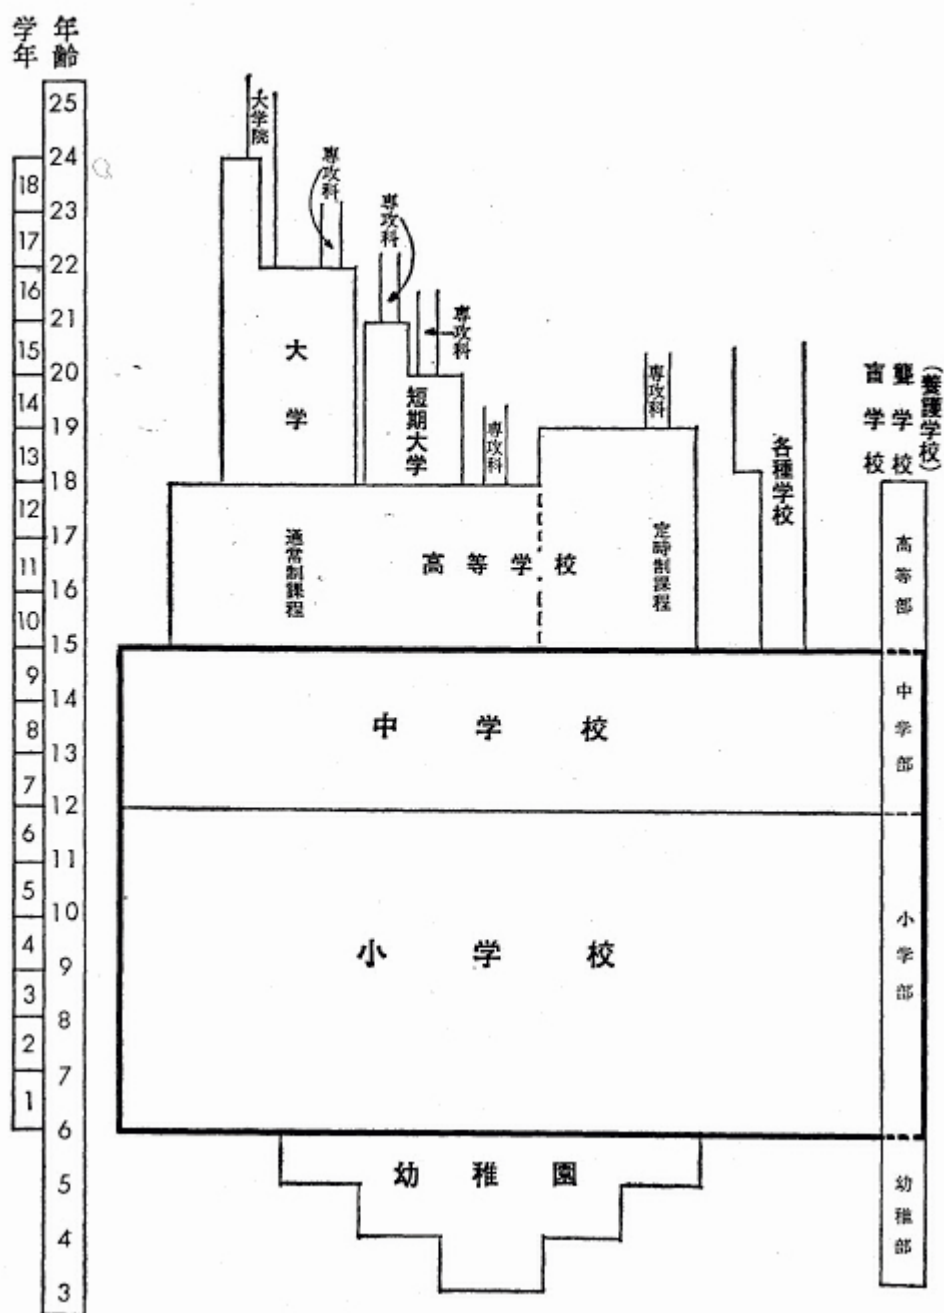 学年
年齢
25
24
23
22
21
20
19
18
17
16
15
14
13
12
11
10
9
8
7
6
5
4
3
18
17
16
15
14
13
12
11
10
9
8
7
6
5
4
3
2
1
大学院
専攻科
専攻科
専攻科
専攻科
専攻科
大学
短期大学
各種学校
(養護学校)
聾学校
盲学校
通常制課程
高等学校
定時制課程
高等部
中学校
中学部
小学校
小学部
幼稚園
幼稚部